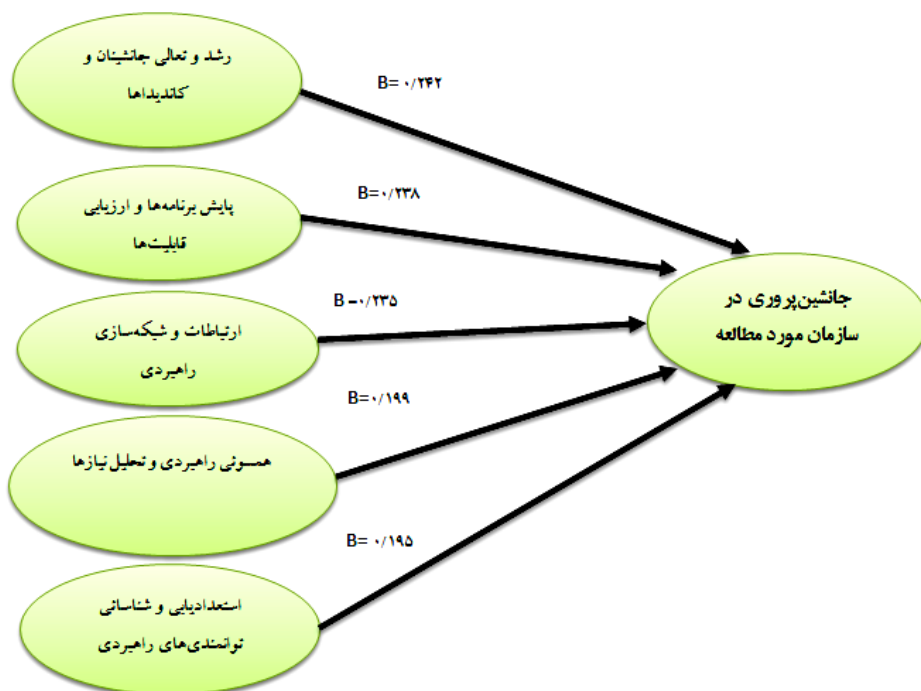 رشد و تعالی جانشینان و
کاندیداها
B= ۰/۲۴۲
پایش برنامه‌ها و ارزیابی
قابلیت‌ها
B=۰/۲۳۸
جانشین‌پروری در
سازمان مورد مطالعه
ارتباطات و شبکه‌سازی
راهبردی
B =۰/۲۳۵
همسوئی راهبردی و تحلیل نیازها
B=۰/۱۹۹
استعدادیابی و شناسائی
توانمندی‌های راهبردی
B= ۰/۱۹۵